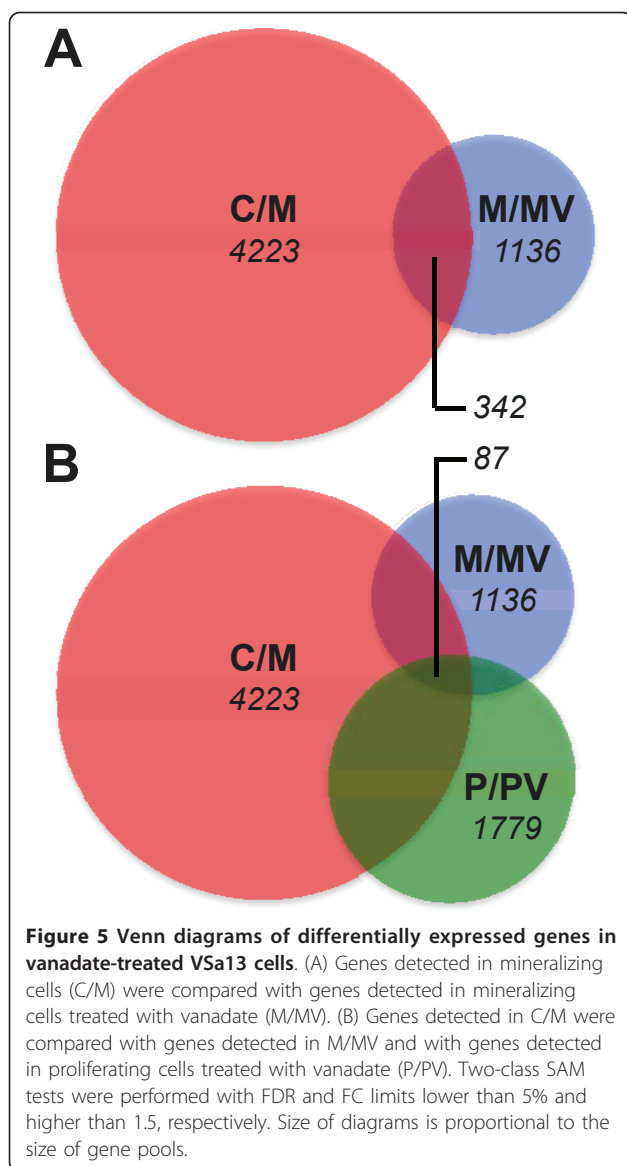 A
C/M
4223
M/MV
1136
342
87
B
C/M
4223
M/MV
1136
P/PV
1779
Figure 5 Venn diagrams of differentially expressed genes in
vanadate-treated VSa13 cells. (A) Genes detected in mineralizing
cells (C/M) were compared with genes detected in mineralizing
cells treated with vanadate (M/MV). (B) Genes detected in C/M were
compared with genes detected in M/MV and with genes detected
in proliferating cells treated with vanadate (P/PV). Two-class SAM
tests were performed with FDR and FC limits lower than 5% and
higher than 1.5, respectively. Size of diagrams is proportional to the
size of gene pools.